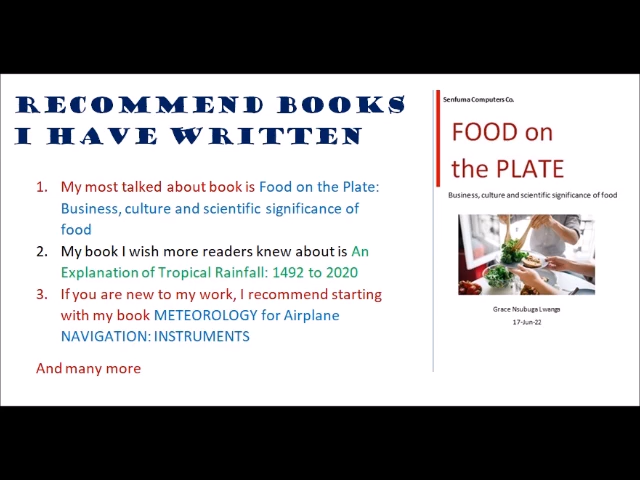 RECOMMEND BOOKS
I HAVE WRITTEN
1. My most talked about book is Food on the Plate:
Business, culture and scientific significance of
food
2. My book I wish more readers knew about is An
Explanation of Tropical Rainfall: 1492 to 2020
3. If you are new to my work, I recommend starting
with my book METEOROLOGY for Airplane
NAVIGATION: INSTRUMENTS
And many more
Senfuma Computers Co.
FOOD on
the PLATE
Business, culture and scientific significance of food
Grace Nsubuga Lwanga
17-Jun-22